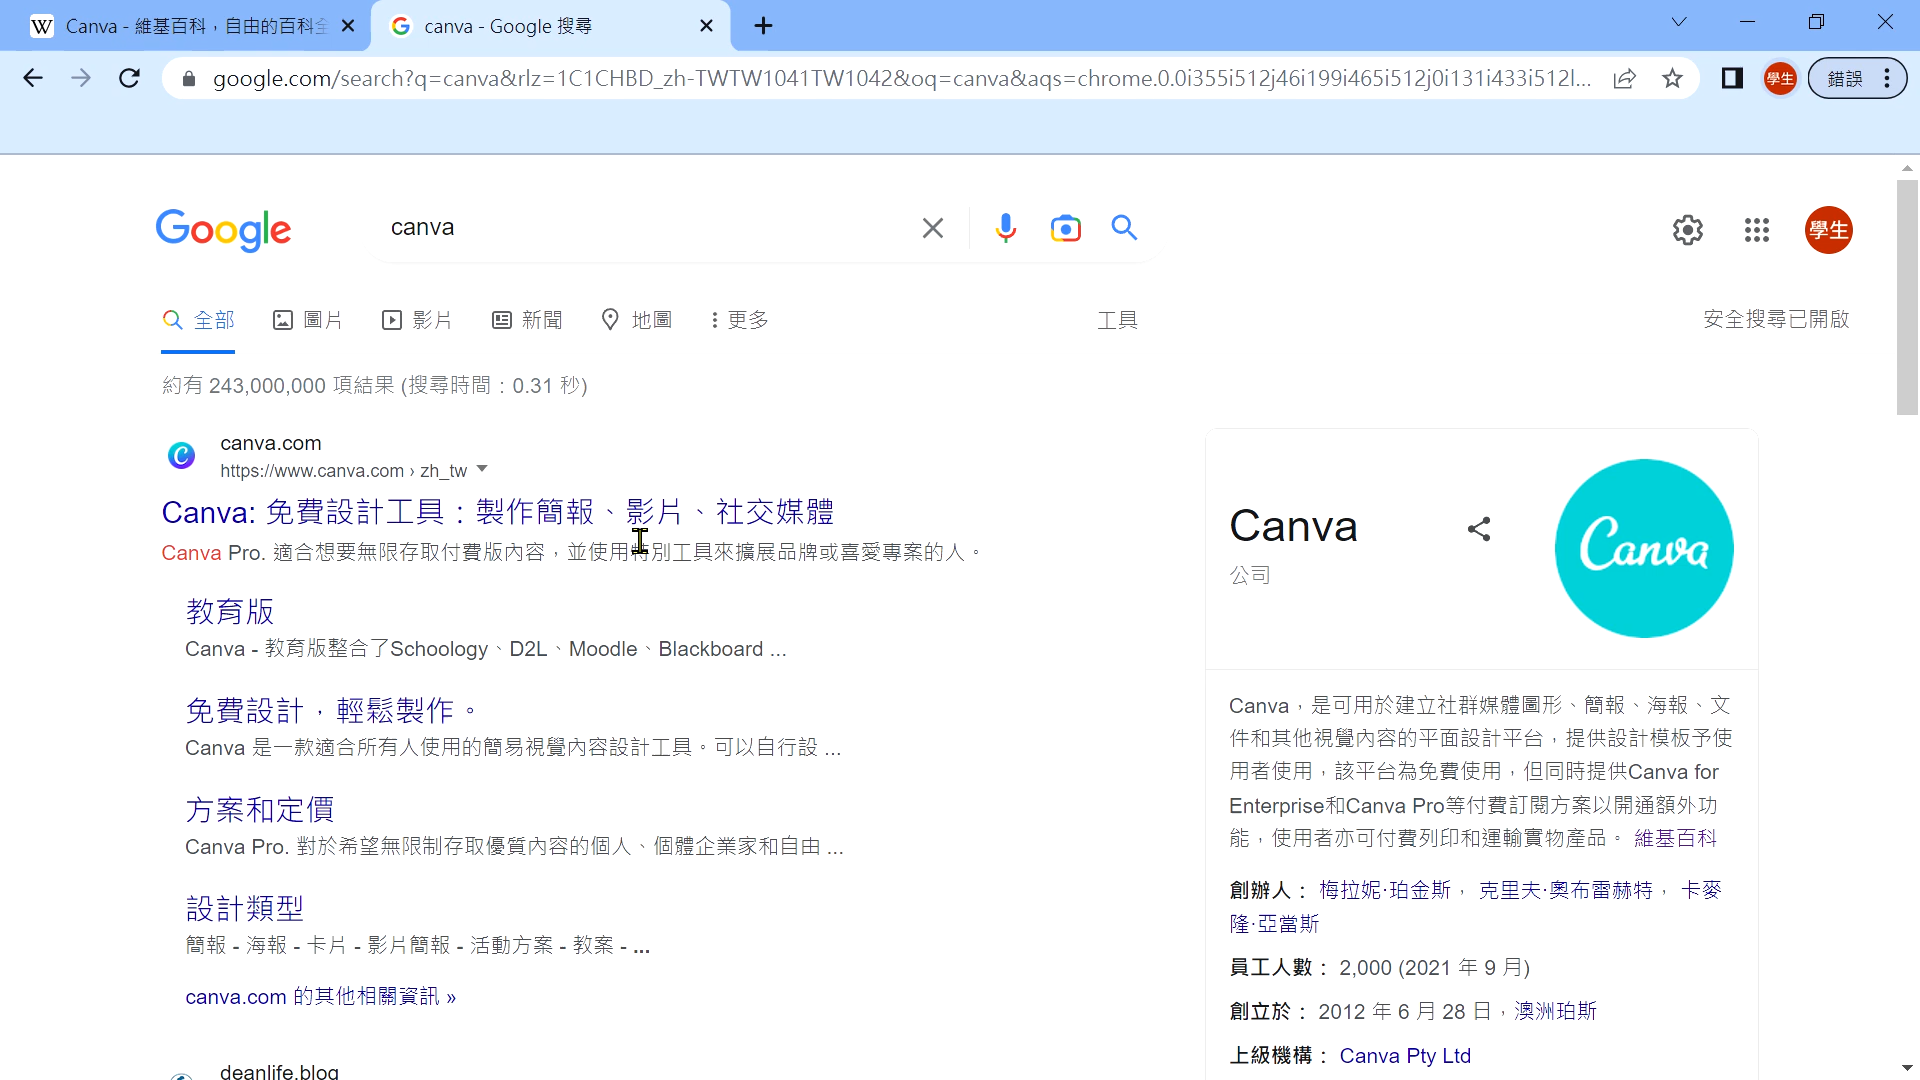 W Canva - 維基百科，自由的百科全
canva - Google 搜尋
google.com/search?q=canva&rlz=1C1CHBD_zh-TWTW1041TW1042&oq=canva&aqs=chrome.0.0i355i512j46i199i465i512j0i131i433i512l...
學生
錯誤
Google
canva
學生
全部
圖片
影片
新聞
地圖
更多
工具
安全搜尋已開啟
約有 243,000,000 項結果 (搜尋時間：0.31 秒)
canva.com
https://www.canva.com › zh_tw
Canva: 免費設計工具：製作簡報、影片、社交媒體
Canva Pro. 適合想要無限存取付費版內容，並使用特別工具來擴展品牌或喜愛專案的人。
教育版
Canva - 教育版整合了Schoology、D2L、Moodle、Blackboard ...
免費設計，輕鬆製作。
Canva 是一款適合所有人使用的簡易視覺內容設計工具。可以自行設 ...
方案和定價
Canva Pro. 對於希望無限制存取優質內容的個人、個體企業家和自由 ...
設計類型
簡報 - 海報 - 卡片 - 影片簡報 - 活動方案 - 教案 - ...
canva.com 的其他相關資訊 »
deanlife.blog
Canva
公司
Canva
Canva，是可用於建立社群媒體圖形、簡報、海報、文
件和其他視覺內容的平面設計平台，提供設計模板予使
用者使用，該平台為免費使用，但同時提供Canva for
Enterprise和Canva Pro等付費訂閱方案以開通額外功
能，使用者亦可付費列印和運輸實物產品。 維基百科
創辦人： 梅拉妮·珀金斯， 克里夫·奧布雷赫特， 卡麥
隆·亞當斯
員工人數： 2,000 (2021 年 9 月)
創立於： 2012 年 6 月 28 日，澳洲珀斯
上級機構： Canva Pty Ltd